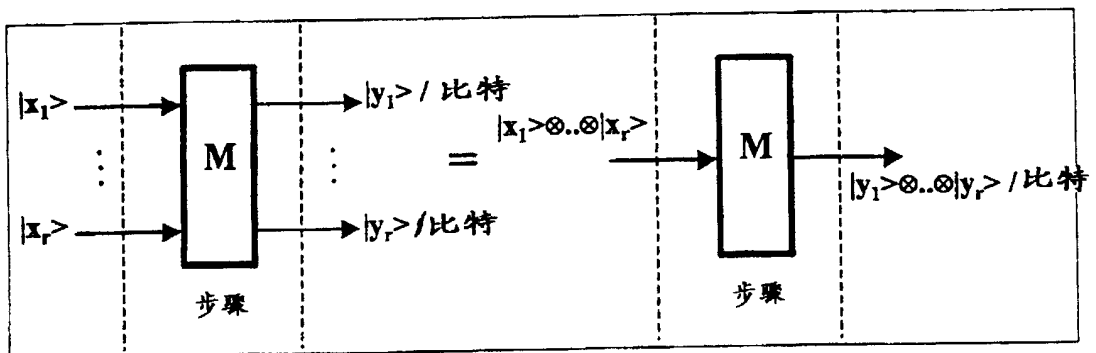 |x₁>
⋮
|xᵣ>
M
步骤
|y₁> / 比特
⋮
|yᵣ> /比特
=
|x₁>⊗..⊗|xᵣ>
M
步骤
|y₁>⊗..⊗|yᵣ> /比特